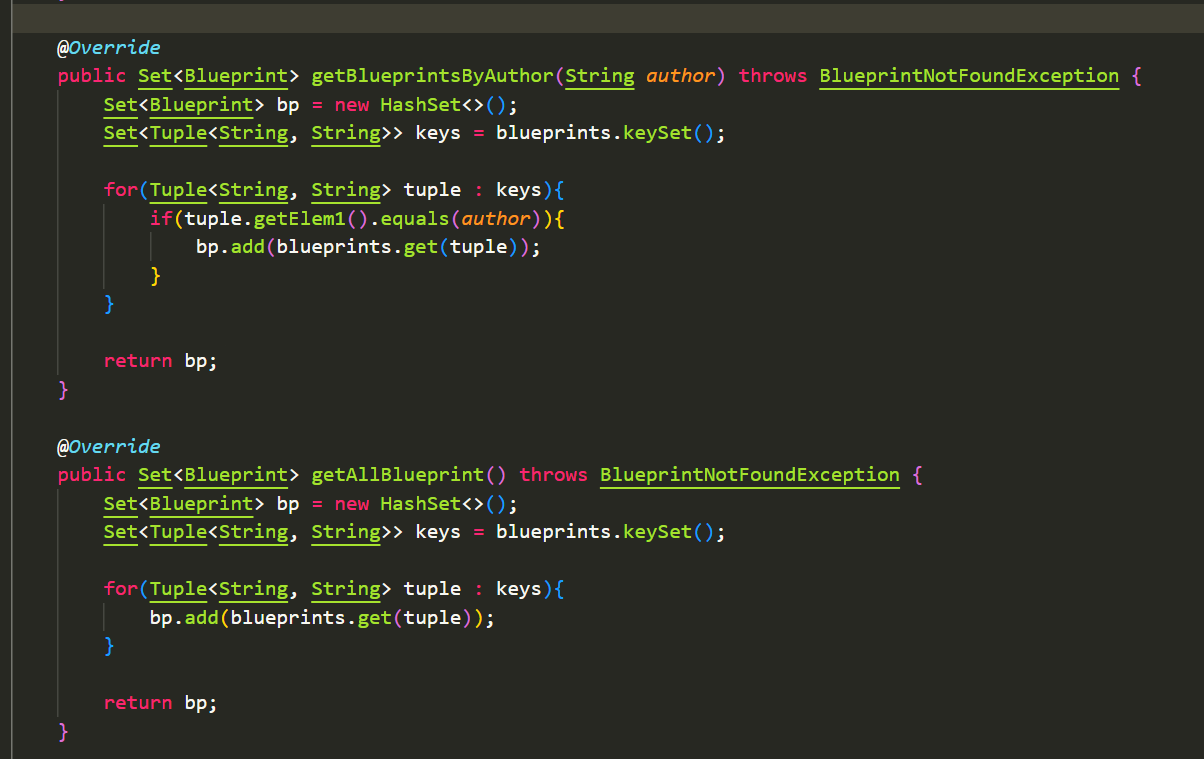 @Override
public Set<Blueprint> getBlueprintsByAuthor(String author) throws BlueprintNotFoundException {
    Set<Blueprint> bp = new HashSet<>();
    Set<Tuple<String, String>> keys = blueprints.keySet();

    for(Tuple<String, String> tuple : keys){
        if(tuple.getElem1().equals(author)){
            bp.add(blueprints.get(tuple));
        }
    }

    return bp;
}

@Override
public Set<Blueprint> getAllBlueprint() throws BlueprintNotFoundException {
    Set<Blueprint> bp = new HashSet<>();
    Set<Tuple<String, String>> keys = blueprints.keySet();

    for(Tuple<String, String> tuple : keys){
        bp.add(blueprints.get(tuple));
    }

    return bp;
}